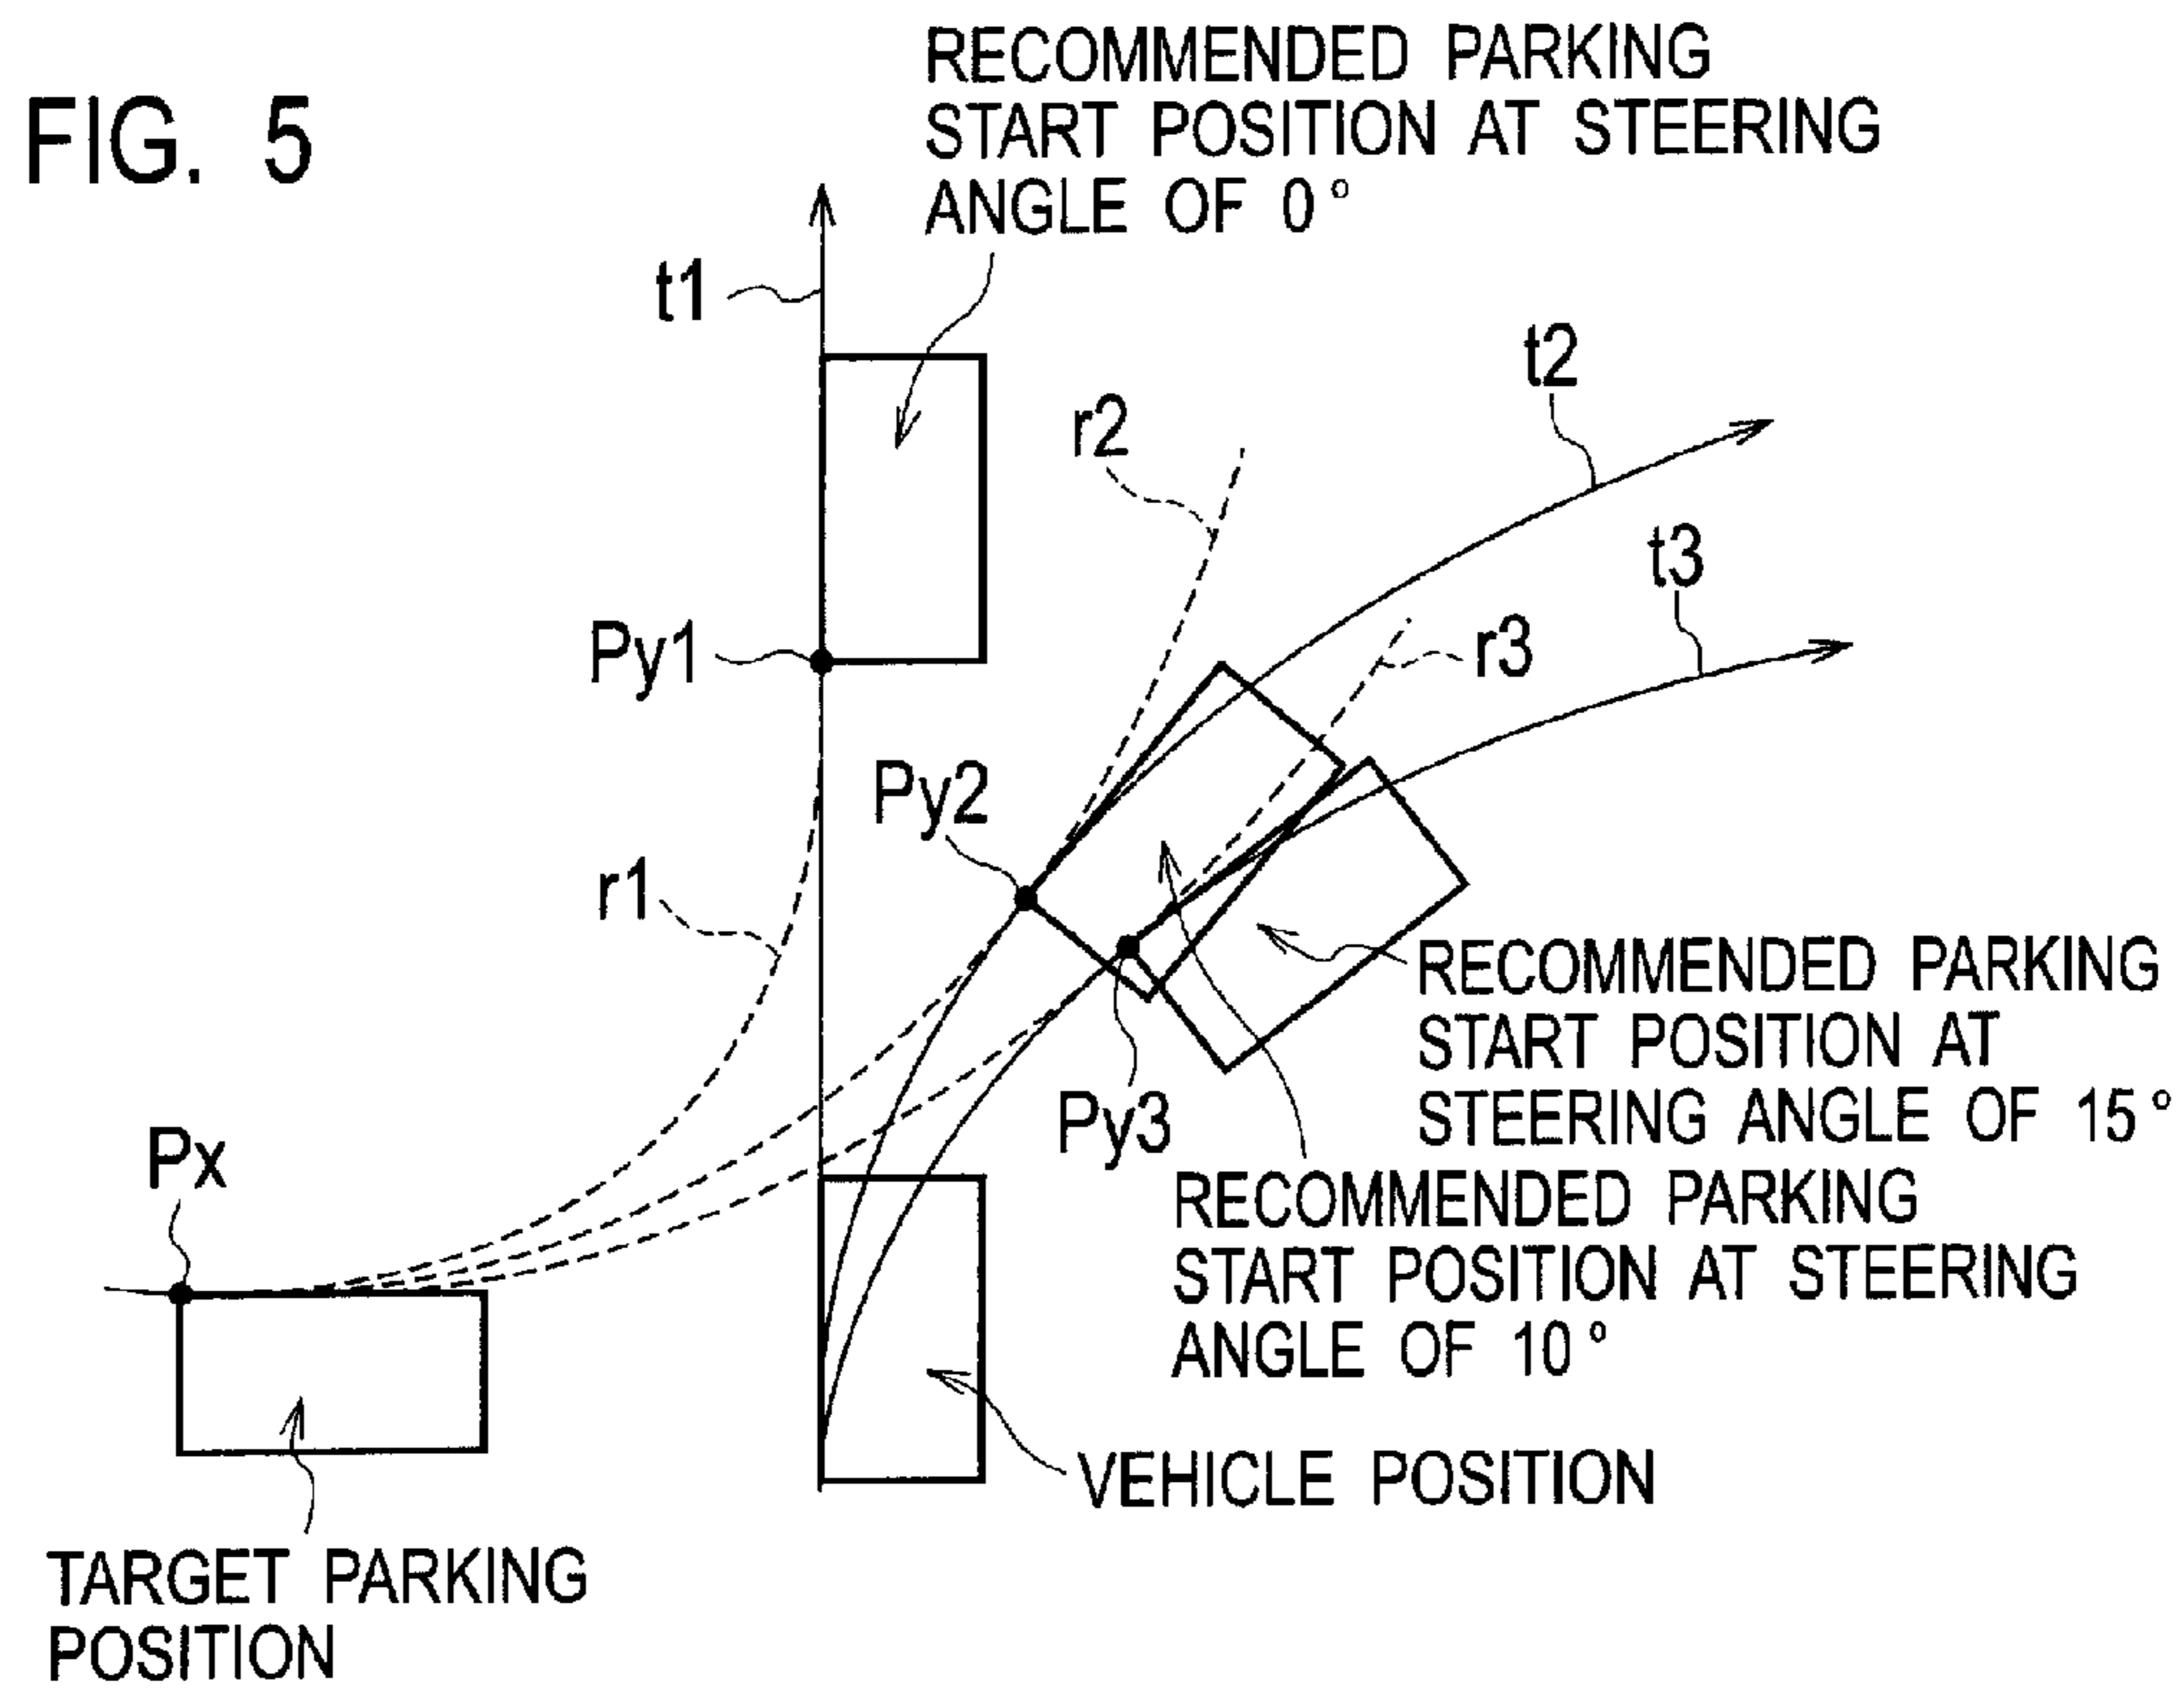 FIG. 5
RECOMMENDED PARKING
START POSITION AT STEERING
ANGLE OF 0°
t1
t2
r2
t3
r3
Py1
Py2
r1
RECOMMENDED PARKING
START POSITION AT
STEERING ANGLE OF 15°
Py3
Px
RECOMMENDED PARKING
START POSITION AT STEERING
ANGLE OF 10°
VEHICLE POSITION
TARGET PARKING
POSITION